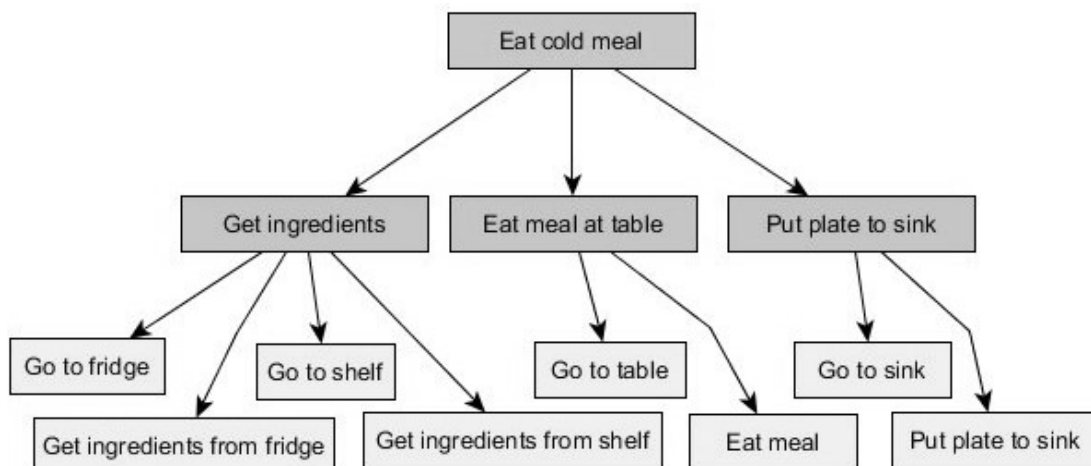 Eat cold meal
Get ingredients
Eat meal at table
Put plate to sink
Go to fridge
Go to shelf
Go to table
Go to sink
Get ingredients from fridge
Get ingredients from shelf
Eat meal
Put plate to sink